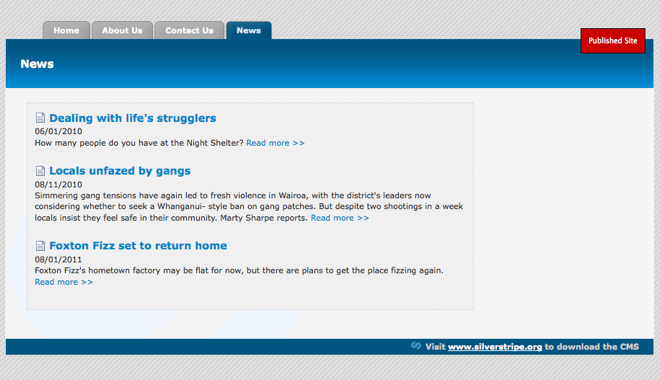 Home
About Us
Contact Us
News
Published Site
News
Dealing with life's strugglers
06/01/2010
How many people do you have at the Night Shelter? Read more >>
Locals unfazed by gangs
08/11/2010
Simmering gang tensions have again led to fresh violence in Wairoa, with the district's leaders now
considering whether to seek a Whanganui- style ban on gang patches. But despite two shootings in a week
locals insist they feel safe in their community. Marty Sharpe reports. Read more >>
Foxton Fizz set to return home
08/01/2011
Foxton Fizz's hometown factory may be flat for now, but there are plans to get the place fizzing again.
Read more >>
Visit www.silverstripe.org to download the CMS